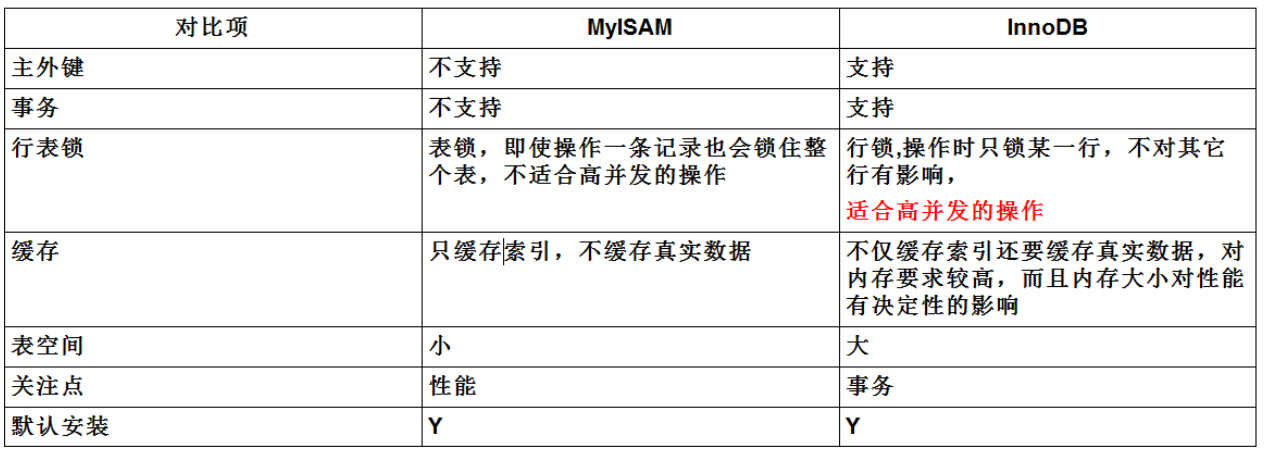 对比项 MyISAM InnoDB
主外键 不支持 支持
事务 不支持 支持
行表锁 表锁，即使操作一条记录也会锁住整 行锁,操作时只锁某一行，不对其它
个表，不适合高并发的操作 行有影响，
适合高并发的操作
缓存 只缓存索引，不缓存真实数据 不仅缓存索引还要缓存真实数据，对
内存要求较高，而且内存大小对性能
有决定性的影响
表空间 小 大
关注点 性能 事务
默认安装 Y Y